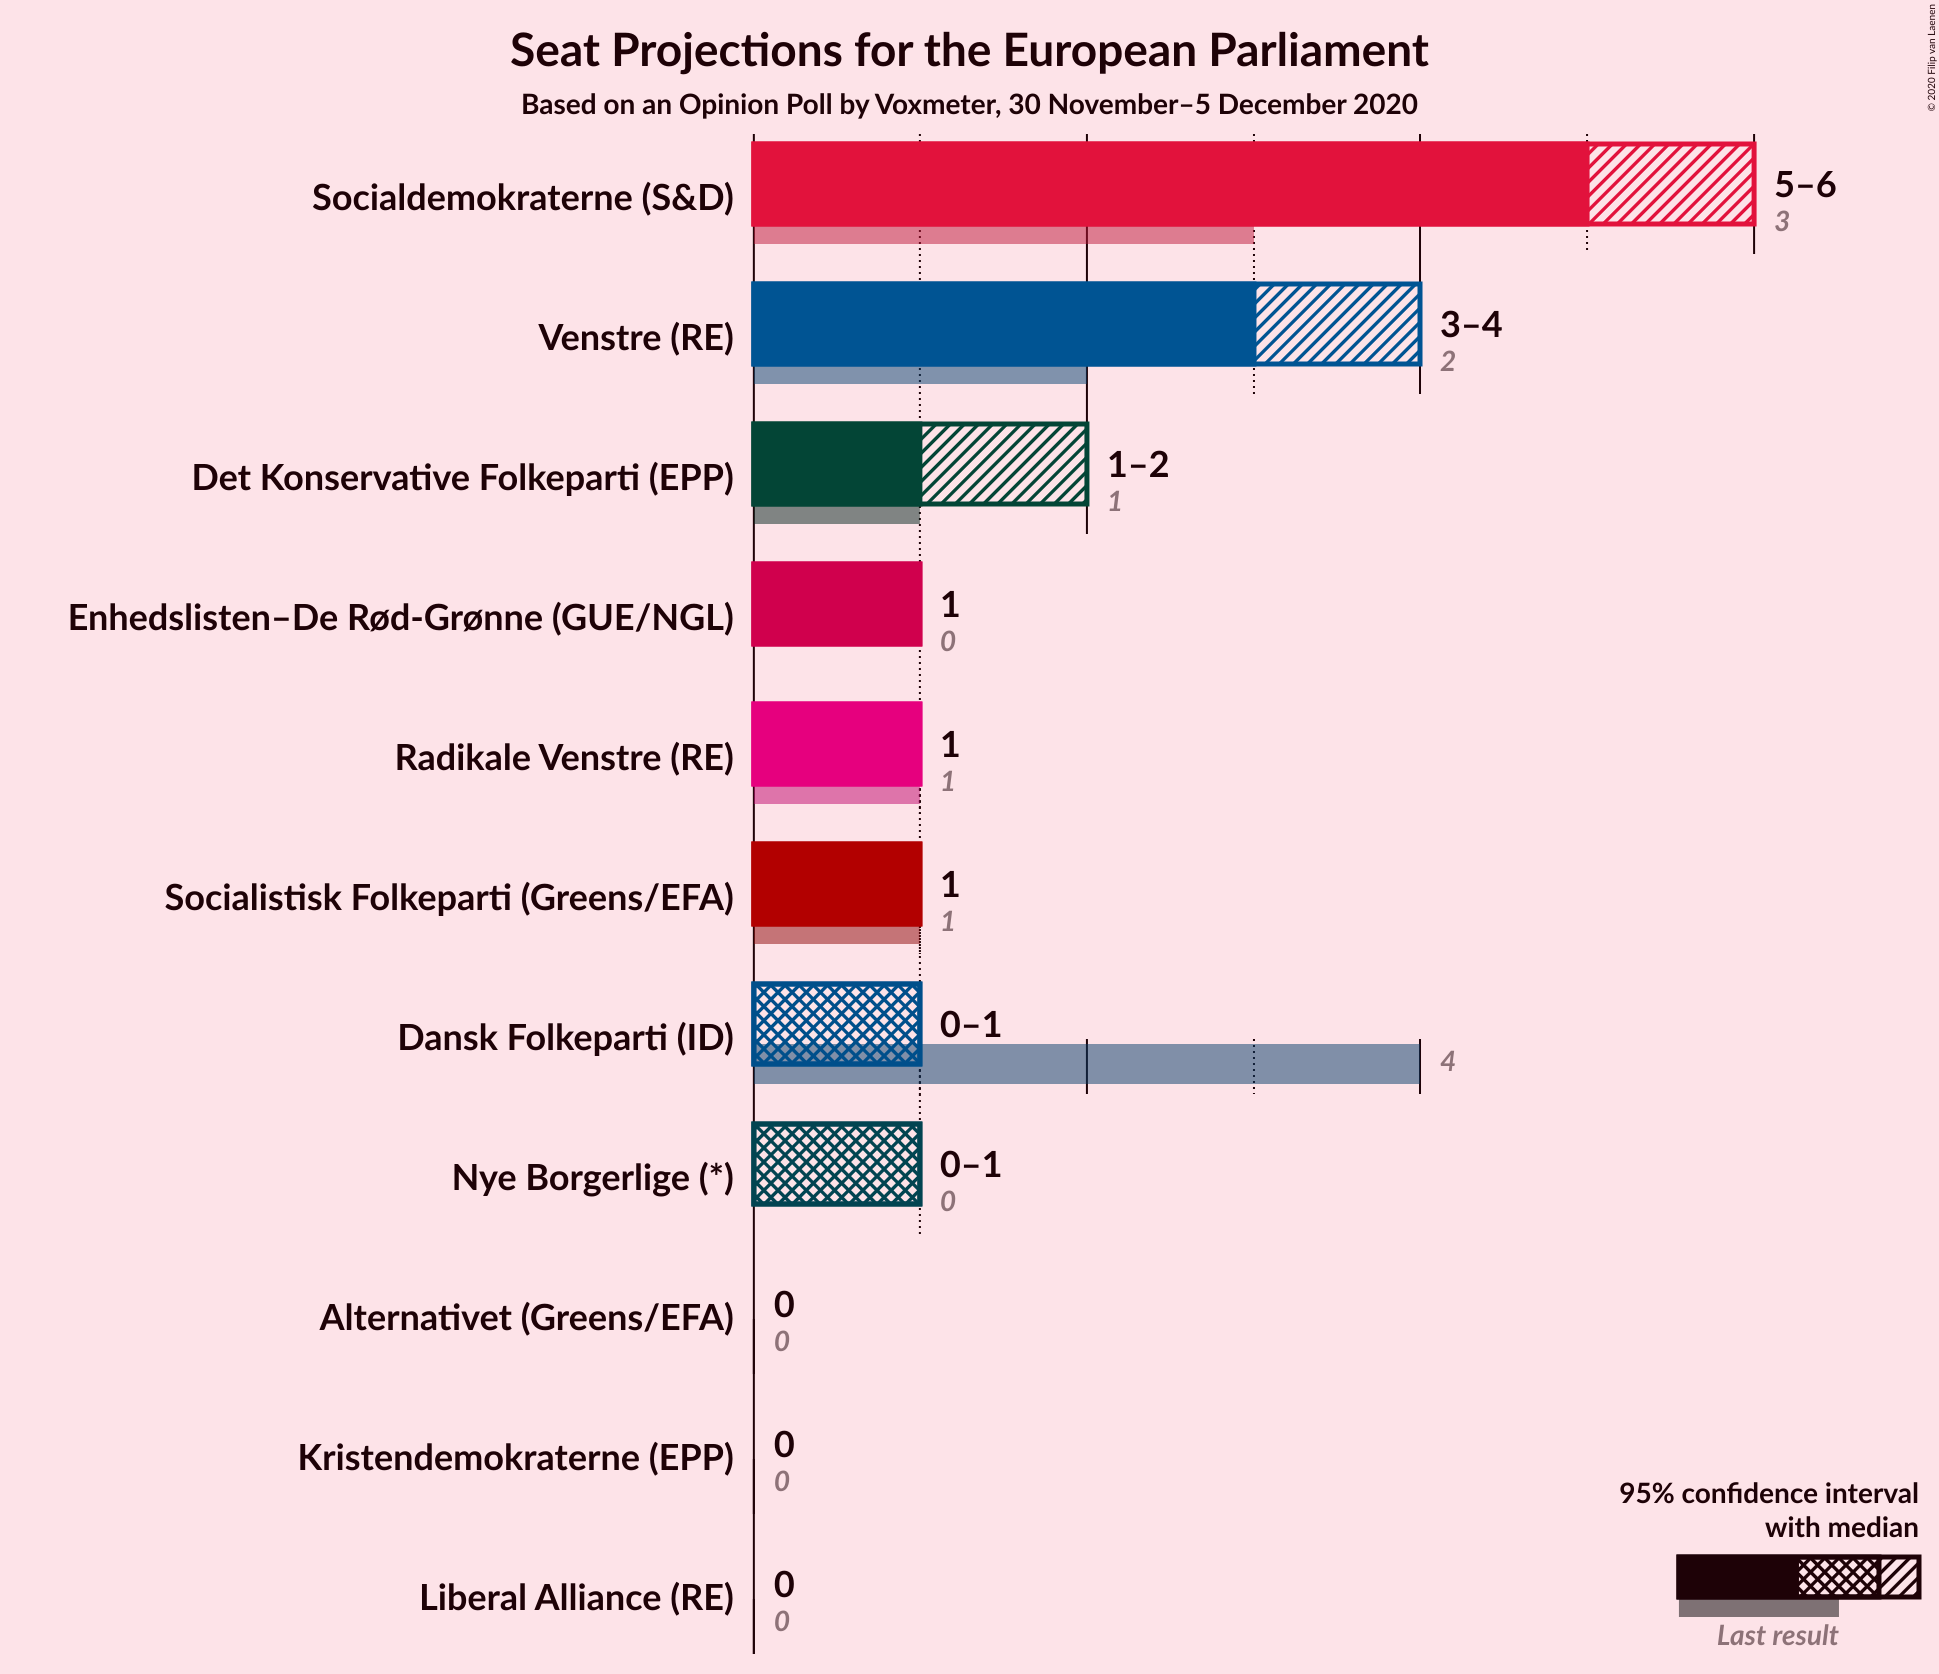 Seat Projections for the European Parliament
Based on an Opinion Poll by Voxmeter, 30 November–5 December 2020
© 2020 Filip van Laenen
Socialdemokraterne (S&D)
5–6
3
Venstre (RE)
3–4
2
Det Konservative Folkeparti (EPP)
1–2
1
Enhedslisten–De Rød-Grønne (GUE/NGL)
1
0
Radikale Venstre (RE)
1
1
Socialistisk Folkeparti (Greens/EFA)
1
1
Dansk Folkeparti (ID)
0–1
4
Nye Borgerlige (*)
0–1
0
Alternativet (Greens/EFA)
0
0
Kristendemokraterne (EPP)
0
0
Liberal Alliance (RE)
0
0
95% confidence interval
with median
Last result